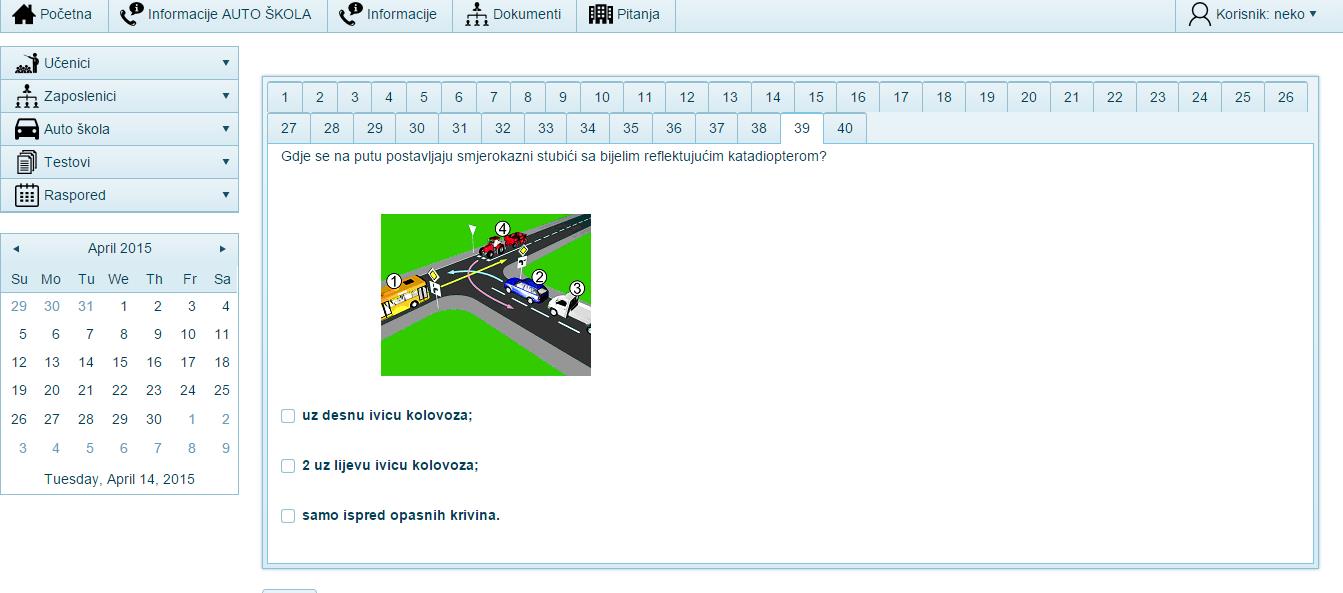 Početna Informacije AUTO ŠKOLA Informacije Dokumenti Pitanja Korisnik: neko ▾
Učenici
Zaposlenici
Auto škola
Testovi
Raspored
April 2015
Su Mo Tu We Th Fr Sa
29 30 31 1 2 3 4
5 6 7 8 9 10 11
12 13 14 15 16 17 18
19 20 21 22 23 24 25
26 27 28 29 30 1 2
3 4 5 6 7 8 9
Tuesday, April 14, 2015
1 2 3 4 5 6 7 8 9 10 11 12 13 14 15 16 17 18 19 20 21 22 23 24 25 26
27 28 29 30 31 32 33 34 35 36 37 38 39 40
Gdje se na putu postavljaju smjerokazni stubići sa bijelim reflektujućim katadiopterom?
4
1
2
3
uz desnu ivicu kolovoza;
2 uz lijevu ivicu kolovoza;
samo ispred opasnih krivina.